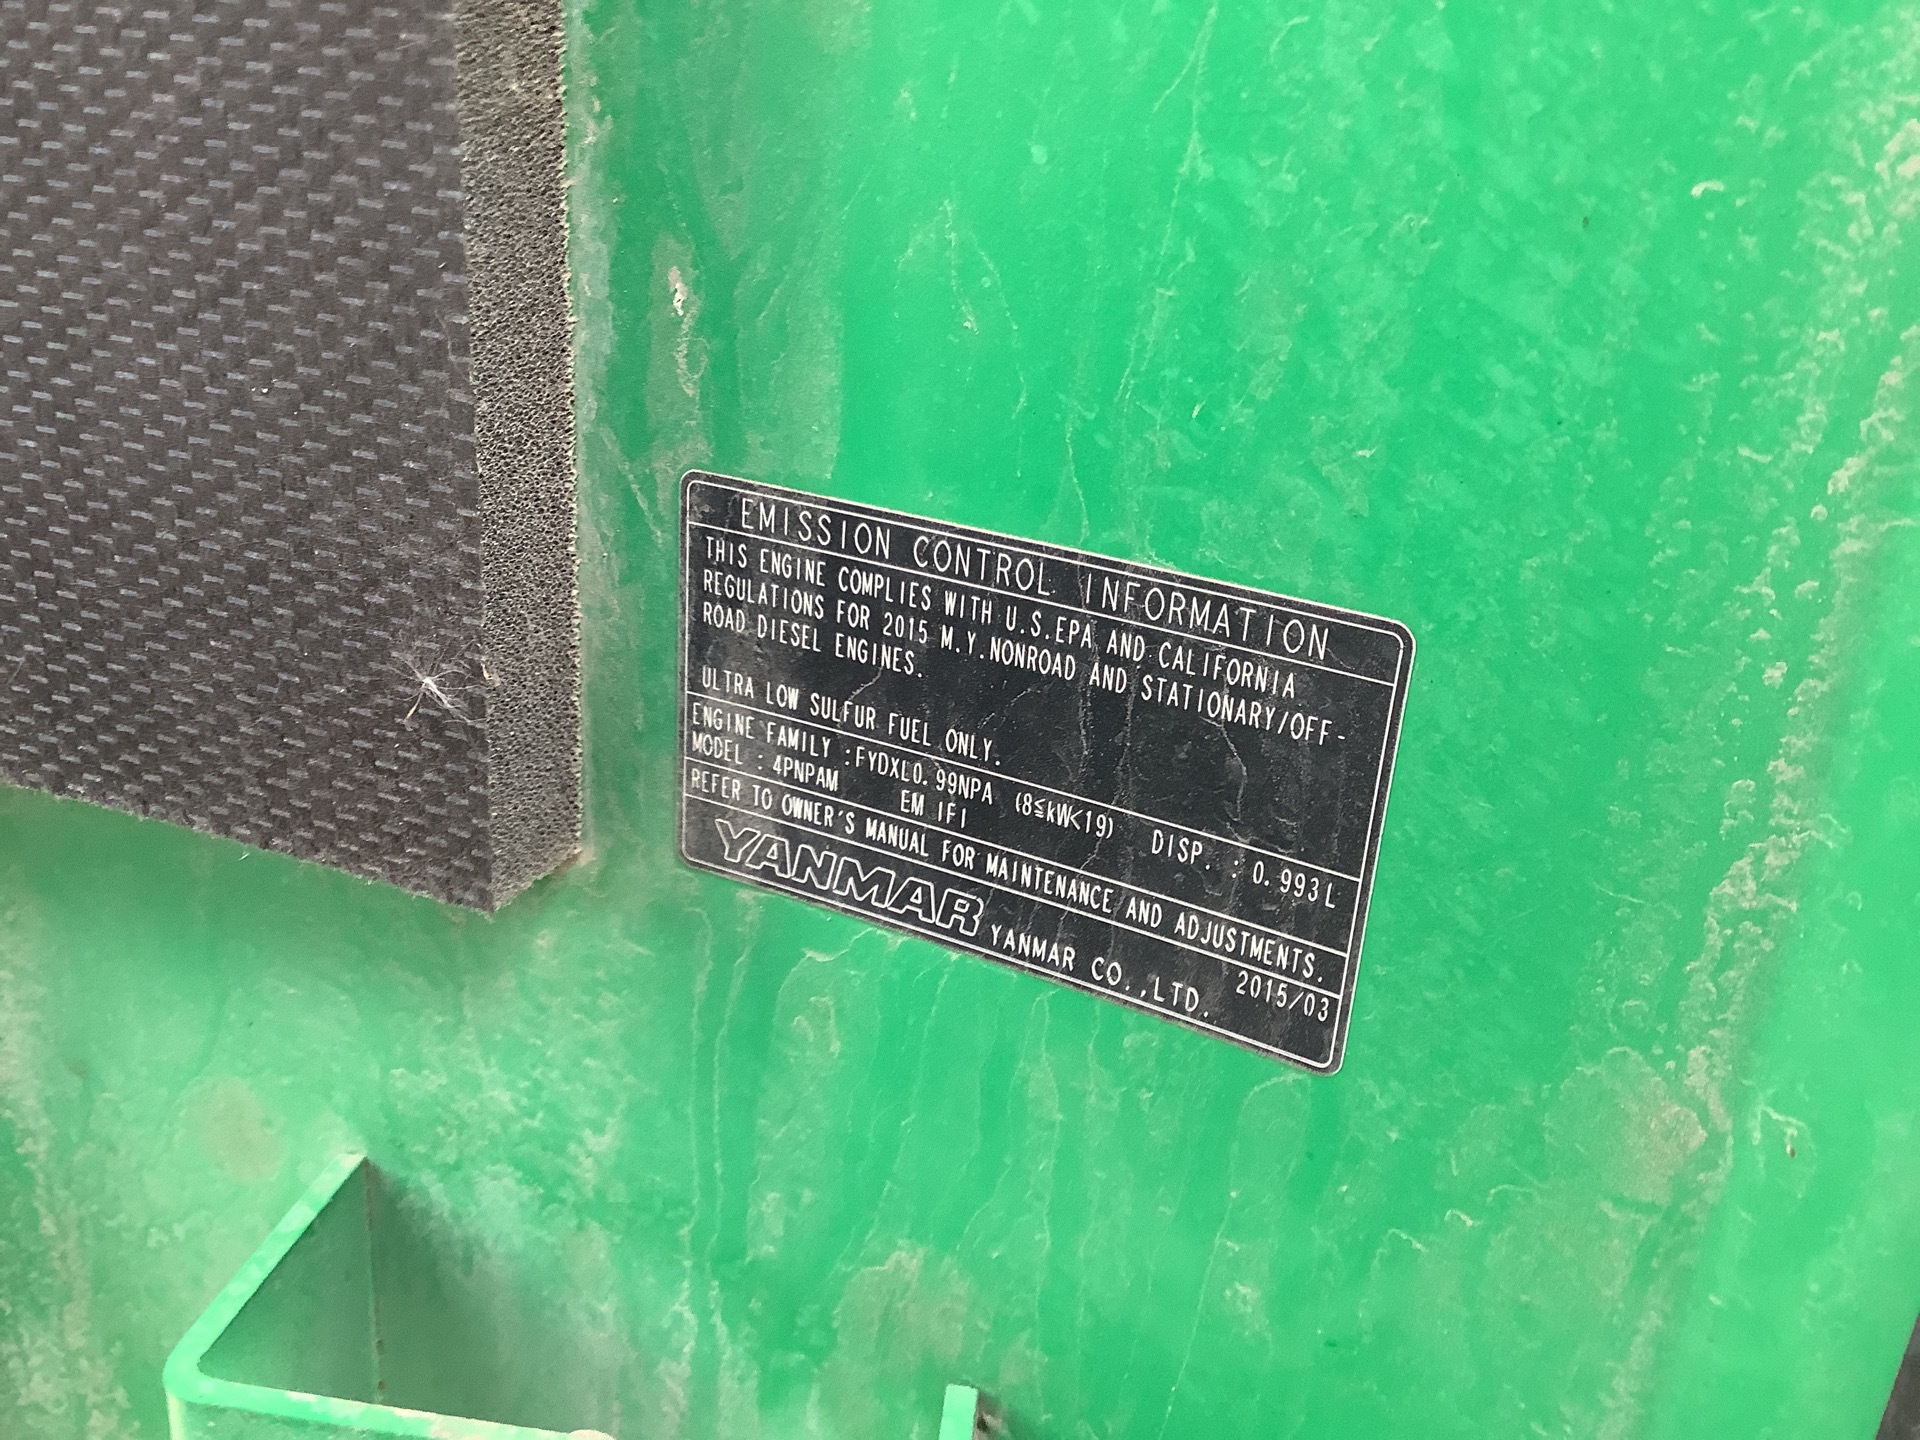 EMISSION CONTROL INFORMATION
THIS ENGINE COMPLIES WITH U.S.EPA AND CALIFORNIA
REGULATIONS FOR 2015 M.Y.NONROAD AND STATIONARY/OFF-
ROAD DIESEL ENGINES.
ULTRA LOW SULFUR FUEL ONLY.
ENGINE FAMILY :FYDXL0.99NPA (8≦kW<19) DISP. : 0.993L
MODEL : 4PNPAM EM IFI
REFER TO OWNER'S MANUAL FOR MAINTENANCE AND ADJUSTMENTS.
YANMAR YANMAR CO.,LTD. 2015/03